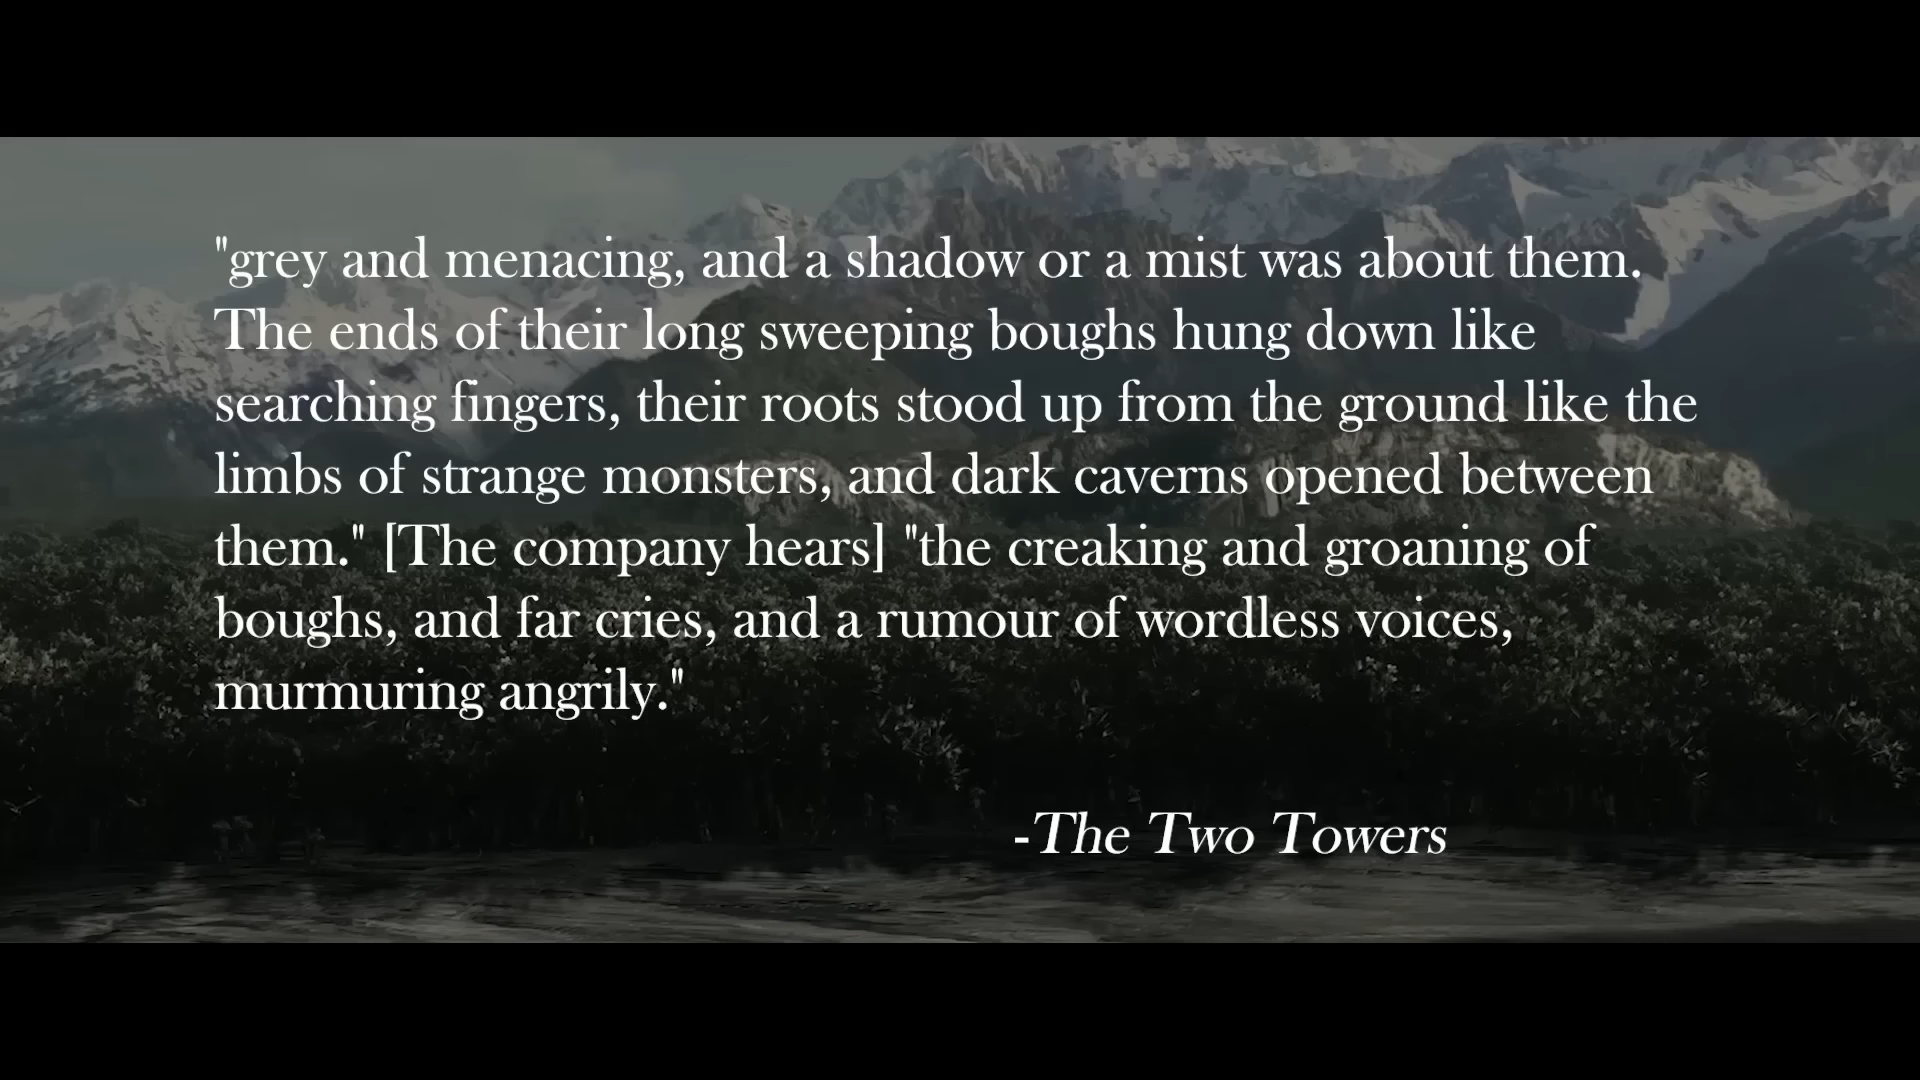 "grey and menacing, and a shadow or a mist was about them.
The ends of their long sweeping boughs hung down like
searching fingers, their roots stood up from the ground like the
limbs of strange monsters, and dark caverns opened between
them." [The company hears] "the creaking and groaning of
boughs, and far cries, and a rumour of wordless voices,
murmuring angrily."
-The Two Towers